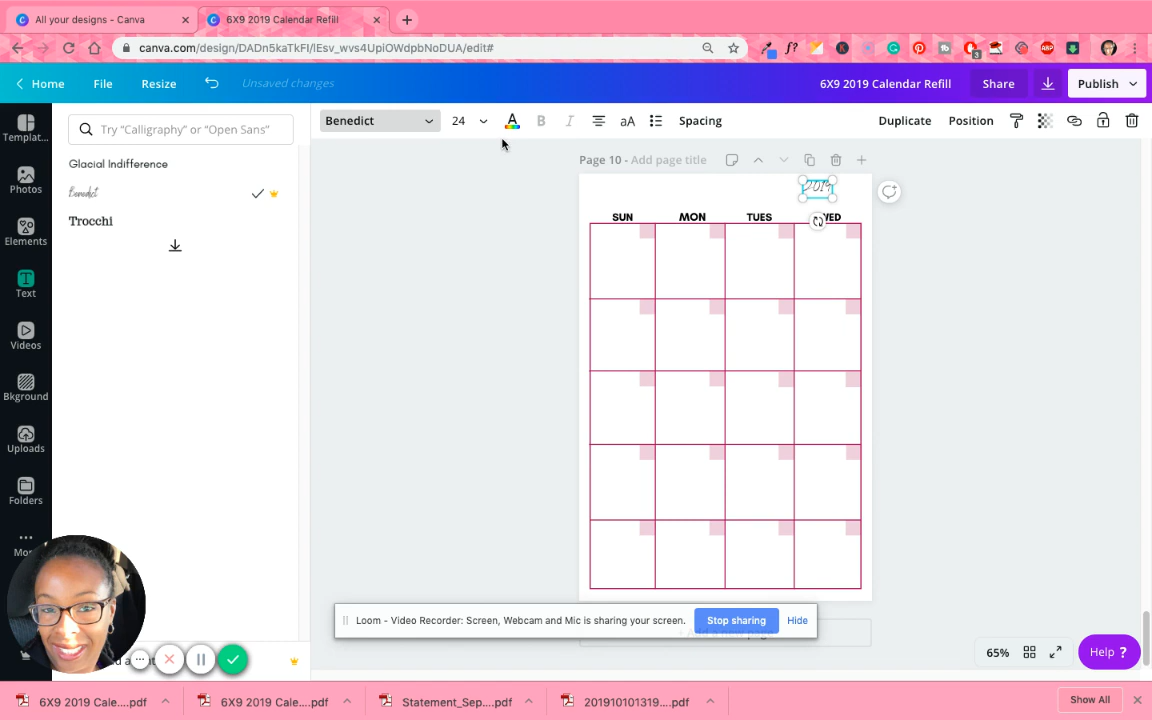 All your designs - Canva
6X9 2019 Calendar Refill
canva.com/design/DADn5kaTkFI/lEsv_wvs4UpiOWdpbNoDUA/edit#
Home
File
Resize
Unsaved changes
6X9 2019 Calendar Refill
Share
Publish
Benedict
24
aA
Spacing
Duplicate
Position
Templat...
Photos
Elements
Text
Videos
Bkground
Uploads
Folders
Try "Calligraphy" or "Open Sans"
Glacial Indifference
Benedict
Trocchi
Page 10 - Add page title
2019
SUN MON TUES WED
Loom - Video Recorder: Screen, Webcam and Mic is sharing your screen.
Stop sharing
Hide
65%
Help ?
6X9 2019 Cale....pdf
6X9 2019 Cale....pdf
Statement_Sep....pdf
201910101319....pdf
Show All